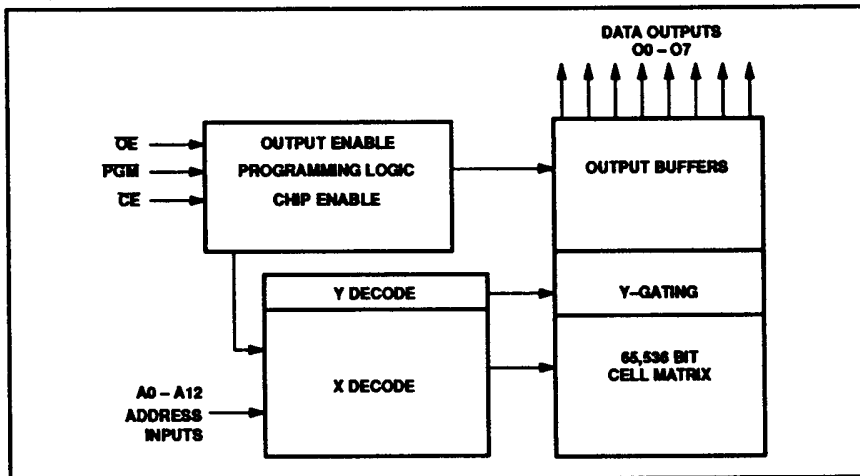 DATA OUTPUTS
O0 – O7
OE
PGM
CE
OUTPUT ENABLE
PROGRAMMING LOGIC
CHIP ENABLE
OUTPUT BUFFERS
Y DECODE
Y–GATING
X DECODE
65,536 BIT
CELL MATRIX
A0 – A12
ADDRESS
INPUTS